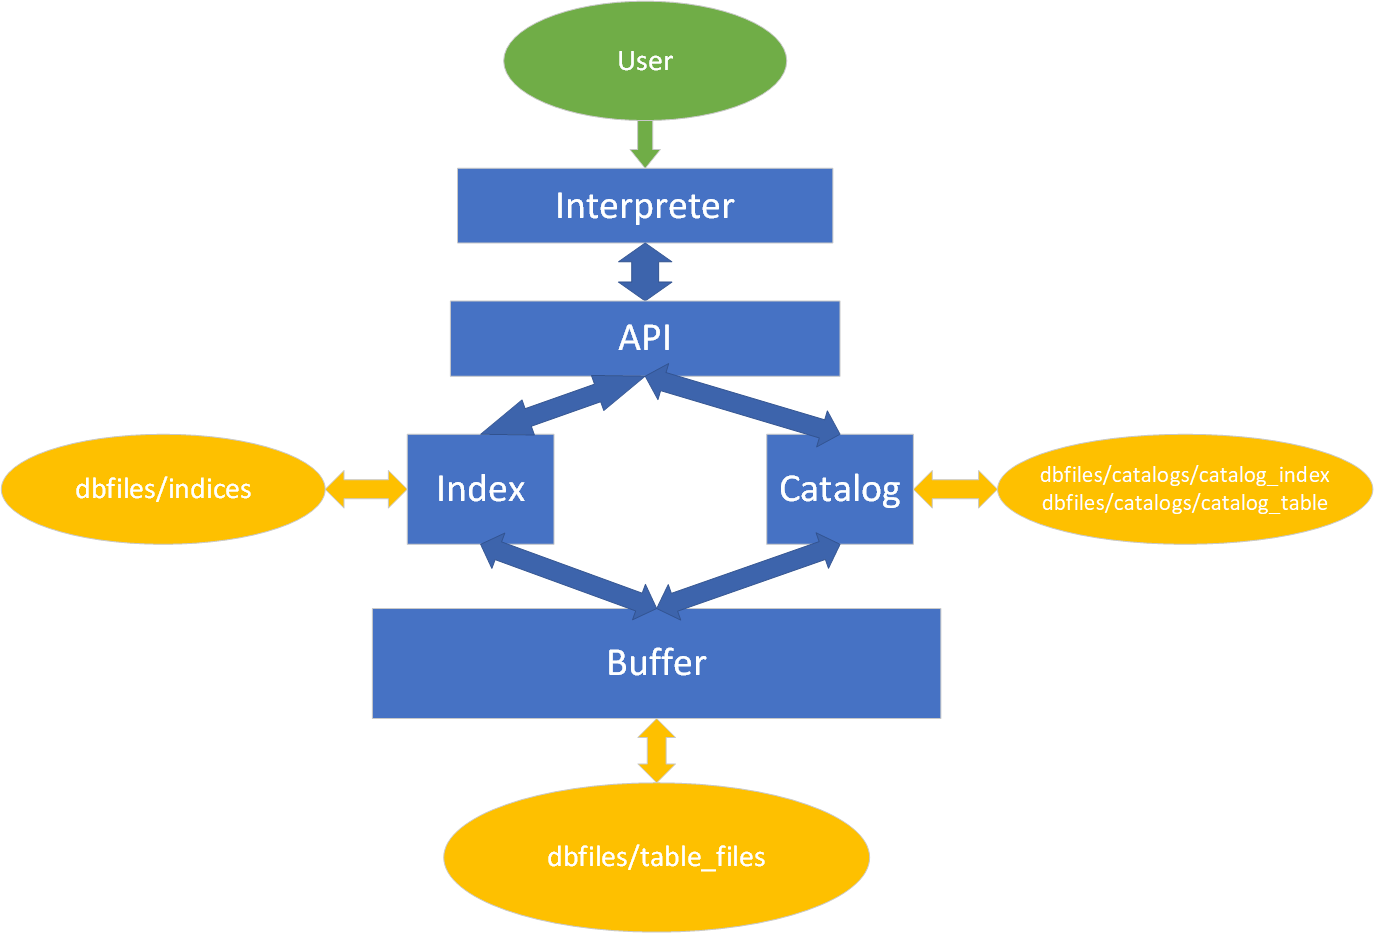 User
Interpreter
API
dbfiles/indices
Index
Catalog
dbfiles/catalogs/catalog_index
dbfiles/catalogs/catalog_table
Buffer
dbfiles/table_files